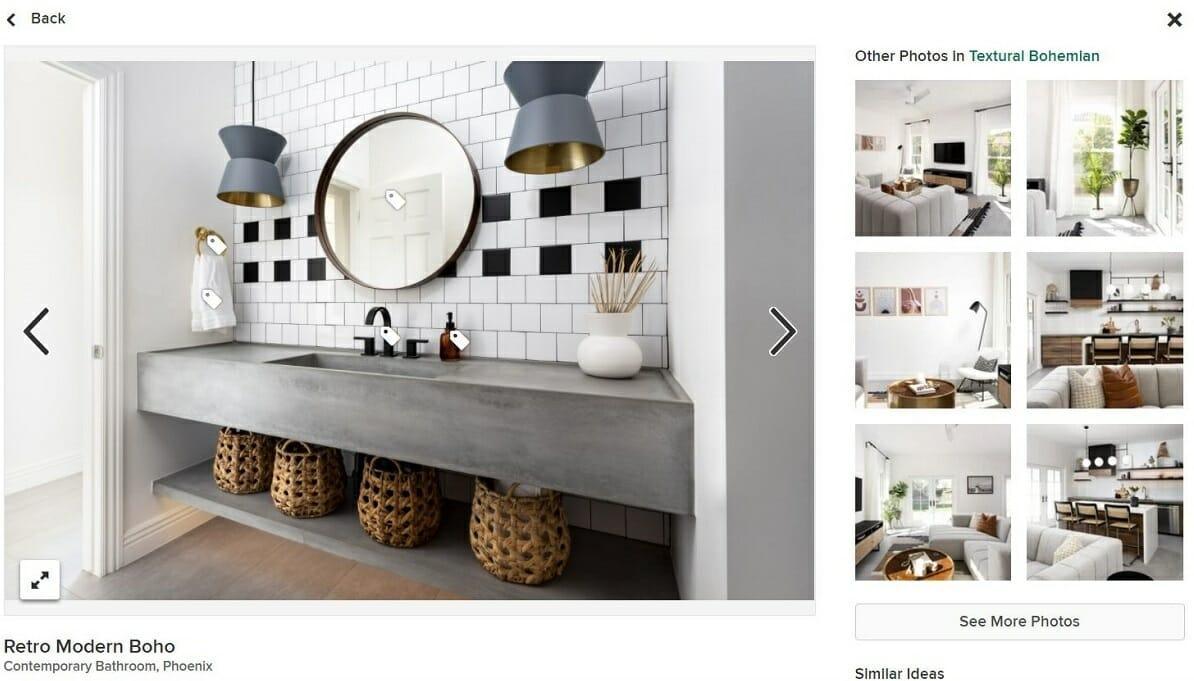 Back
Other Photos in Textural Bohemian
See More Photos
Retro Modern Boho
Contemporary Bathroom, Phoenix
Similar Ideas